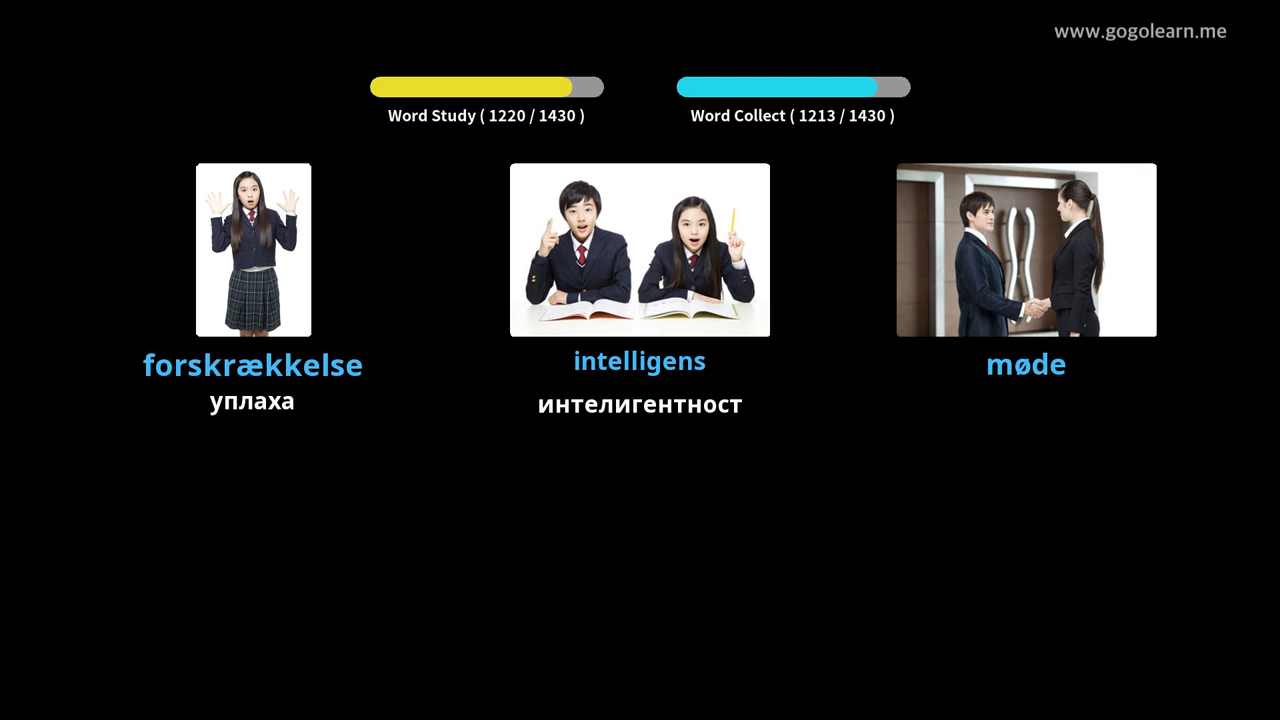 www.gogolearn.me
Word Study ( 1220 / 1430 )
Word Collect ( 1213 / 1430 )
forskrækkelse
уплаха
intelligens
интелигентност
møde